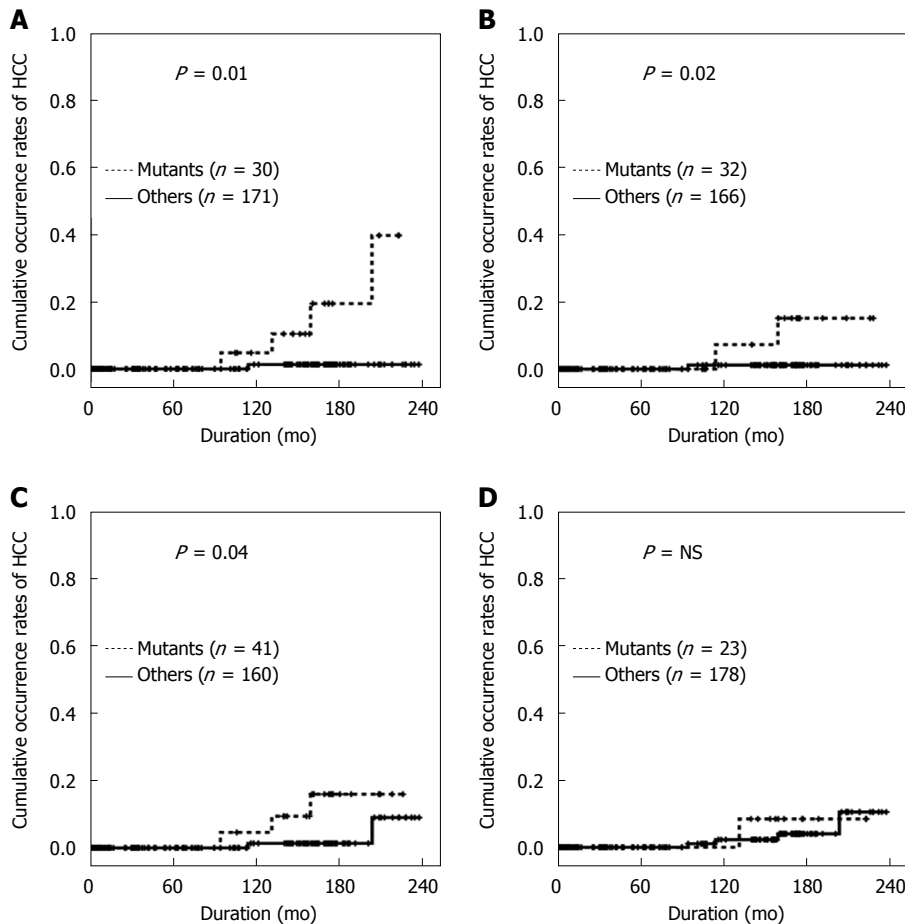 A
Cumulative occurrence rates of HCC
1.0
0.8
0.6
0.4
0.2
0.0
P = 0.01
Mutants (n = 30)
Others (n = 171)
0 60 120 180 240
Duration (mo)
B
Cumulative occurrence rates of HCC
1.0
0.8
0.6
0.4
0.2
0.0
P = 0.02
Mutants (n = 32)
Others (n = 166)
0 60 120 180 240
Duration (mo)
C
Cumulative occurrence rates of HCC
1.0
0.8
0.6
0.4
0.2
0.0
P = 0.04
Mutants (n = 41)
Others (n = 160)
0 60 120 180 240
Duration (mo)
D
Cumulative occurrence rates of HCC
1.0
0.8
0.6
0.4
0.2
0.0
P = NS
Mutants (n = 23)
Others (n = 178)
0 60 120 180 240
Duration (mo)